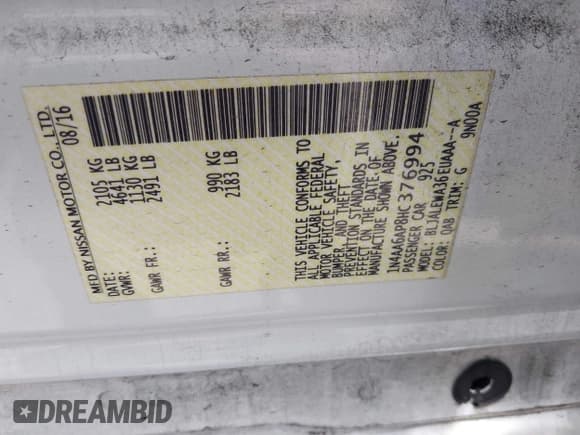 MFD BY NISSAN MOTOR CO., LTD.
DATE: 08/16
GVWR: 2105 KG
4641 LB
GAWR FR.: 1130 KG
2491 LB
GAWR RR.: 990 KG
2183 LB
THIS VEHICLE CONFORMS TO
ALL APPLICABLE FEDERAL
MOTOR VEHICLE SAFETY,
BUMPER, AND THEFT
PREVENTION STANDARDS IN
EFFECT ON THE DATE OF
MANUFACTURE SHOWN ABOVE.
1N4AA6AP8HC376994
PASSENGER CAR 925
MODEL: BLJALEWA36EUAAA--A
COLOR: QAB TRIM: G 9N00A
DREAMBID